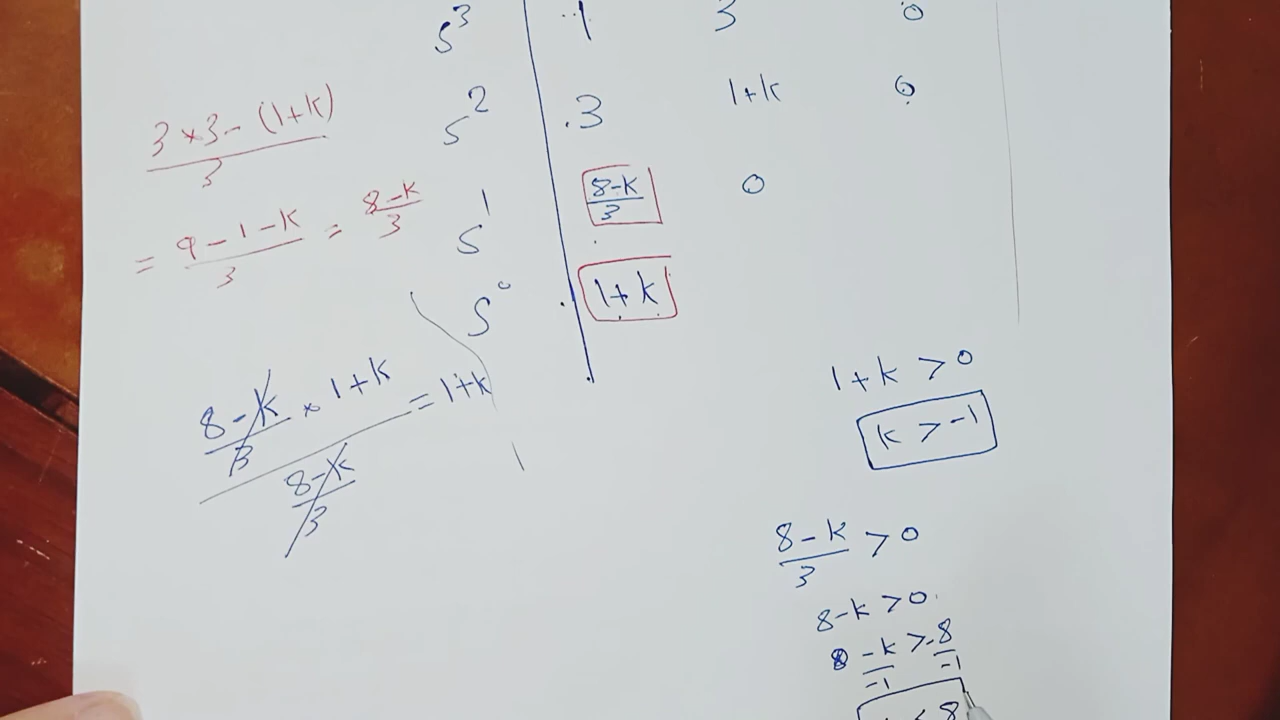 s³ 1 3 0
s² 3 1+k 0
s¹ (8-k)/3 0
s⁰ 1+k
(3×3-(1+k))/3
= (9-1-k)/3 = (8-k)/3
((8-k)/3 × 1+k)/((8-k)/3) = 1+k
1+k > 0
k > -1
(8-k)/3 > 0
8-k > 0
-k/-1 > -8/-1
< 8